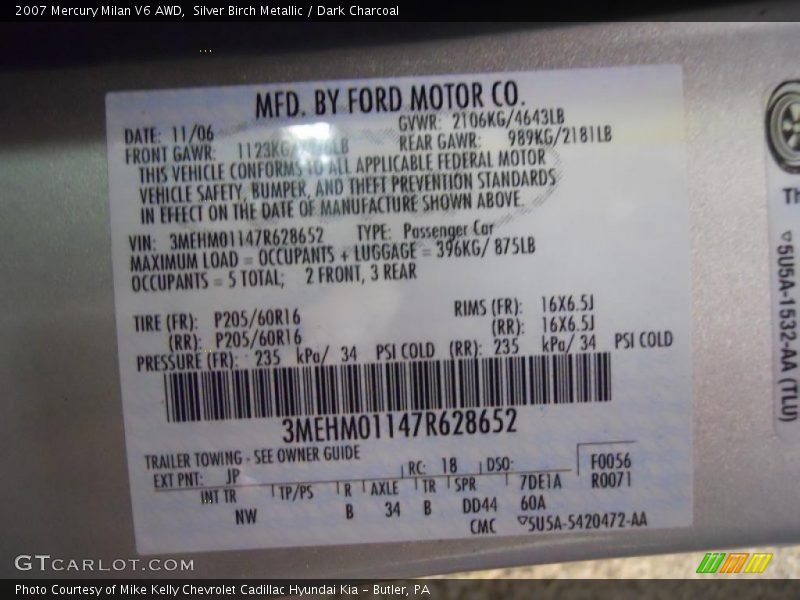 2007 Mercury Milan V6 AWD, Silver Birch Metallic / Dark Charcoal
MFD. BY FORD MOTOR CO.
DATE: 11/06 GVWR: 2106KG/4643LB
FRONT GAWR: 1123KG/ LB REAR GAWR: 989KG/2181LB
THIS VEHICLE CONFORMS TO ALL APPLICABLE FEDERAL MOTOR
VEHICLE SAFETY, BUMPER, AND THEFT PREVENTION STANDARDS
IN EFFECT ON THE DATE OF MANUFACTURE SHOWN ABOVE.
VIN: 3MEHM01147R628652 TYPE: Passenger Car
MAXIMUM LOAD = OCCUPANTS + LUGGAGE = 396KG/ 875LB
OCCUPANTS = 5 TOTAL; 2 FRONT, 3 REAR
TIRE (FR): P205/60R16 RIMS (FR): 16X6.5J
(RR): P205/60R16 (RR): 16X6.5J
PRESSURE (FR): 235 kPa/ 34 PSI COLD (RR): 235 kPa/ 34 PSI COLD
3MEHM01147R628652
TRAILER TOWING - SEE OWNER GUIDE
EXT PNT: JP RC: 18 DSO: F0056
INT TR TP/PS R AXLE TR SPR 7DE1A R0071
NW B 34 B DD44 60A
CMC ▽5U5A-5420472-AA
▽5U5A-1532-AA (TLU)
GTCARLOT.COM
Photo Courtesy of Mike Kelly Chevrolet Cadillac Hyundai Kia – Butler, PA